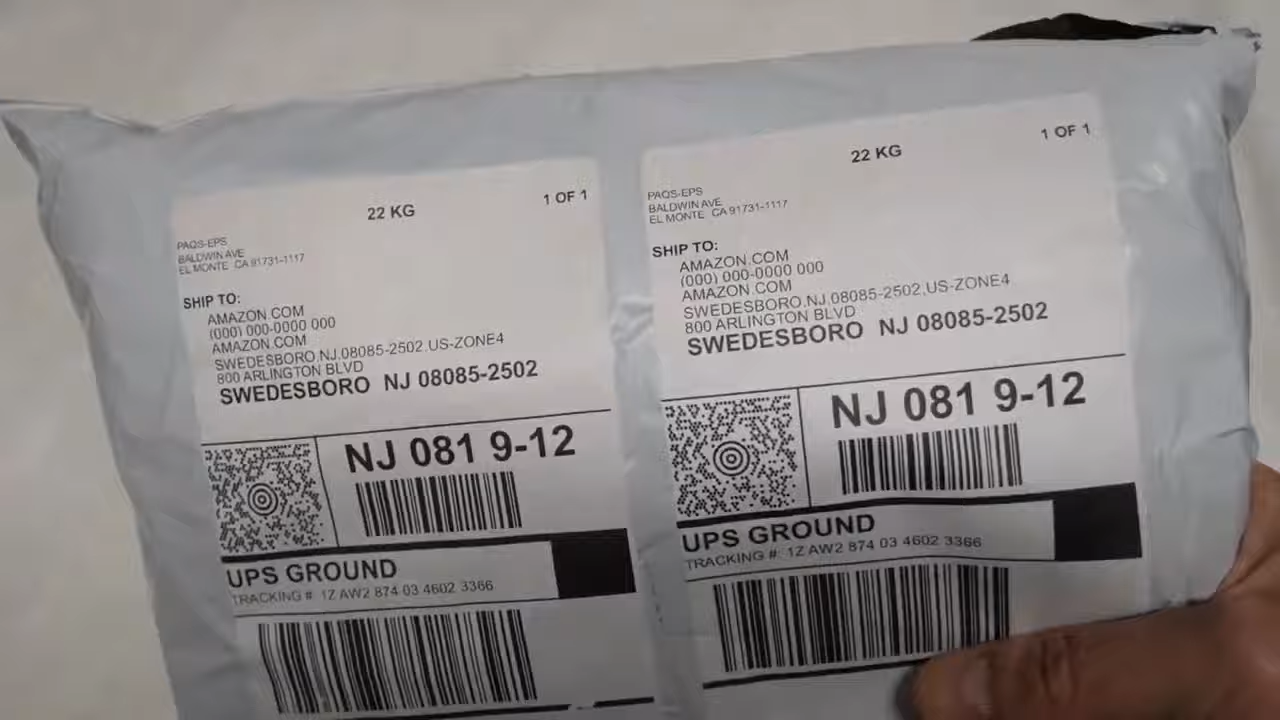 22 KG
1 OF 1
PAQS-EPS
BALDWIN AVE
EL MONTE CA 91731-1117
SHIP TO:
AMAZON.COM
(000) 000-0000 000
AMAZON.COM
SWEDESBORO,NJ,08085-2502,US-ZONE4
800 ARLINGTON BLVD
SWEDESBORO NJ 08085-2502
NJ 081 9-12
UPS GROUND
TRACKING #: 1Z AW2 874 03 4602 3366
22 KG
1 OF 1
PAQS-EPS
BALDWIN AVE
EL MONTE CA 91731-1117
SHIP TO:
AMAZON.COM
(000) 000-0000 000
AMAZON.COM
SWEDESBORO,NJ,08085-2502,US-ZONE4
800 ARLINGTON BLVD
SWEDESBORO NJ 08085-2502
NJ 081 9-12
UPS GROUND
TRACKING #: 1Z AW2 874 03 4602 3366